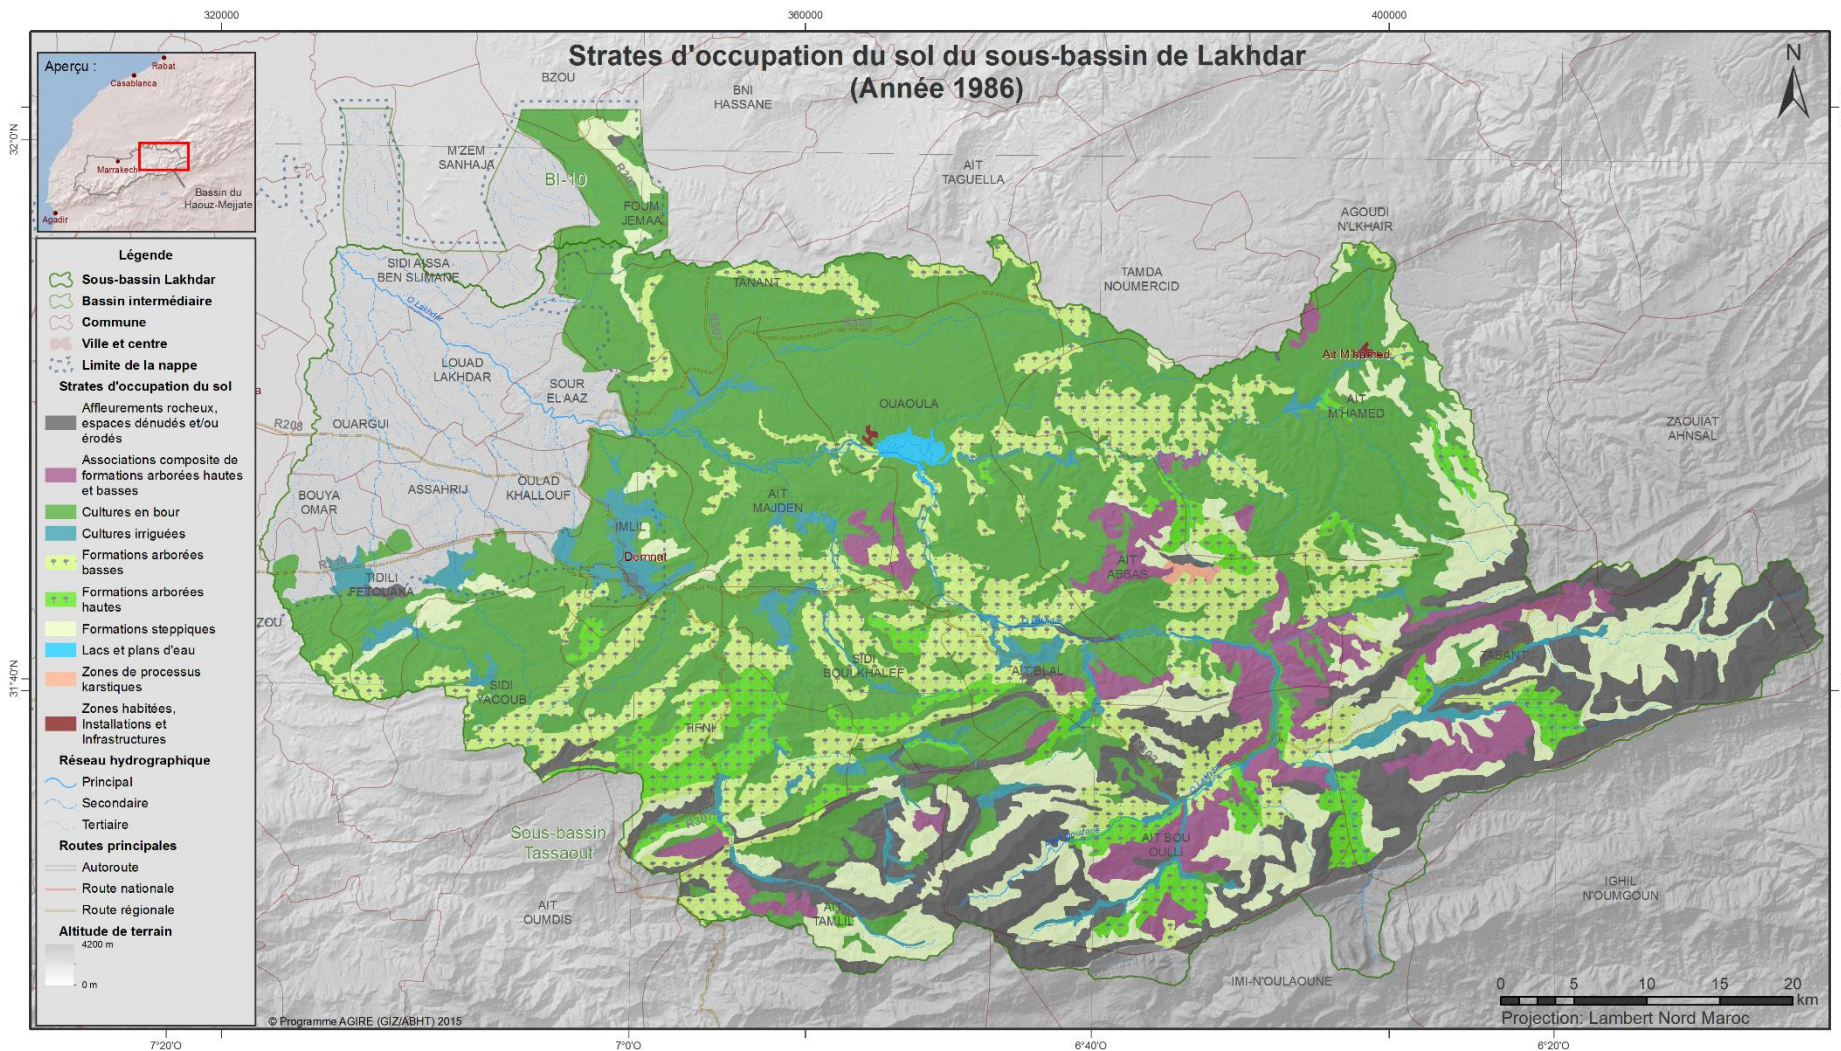 320000
360000
400000
Strates d'occupation du sol du sous-bassin de Lakhdar
(Année 1986)
N
Aperçu :
Rabat
Casablanca
Marrakech
Agadir
Bassin du
Haouz-Mejjate
32°0'N
31°40'N
Légende
Sous-bassin Lakhdar
Bassin intermédiaire
Commune
Ville et centre
Limite de la nappe
Strates d'occupation du sol
Affleurements rocheux,
espaces dénudés et/ou
érodés
Associations composite de
formations arborées hautes
et basses
Cultures en bour
Cultures irriguées
Formations arborées
basses
Formations arborées
hautes
Formations steppiques
Lacs et plans d'eau
Zones de processus
karstiques
Zones habitées,
Installations et
Infrastructures
Réseau hydrographique
Principal
Secondaire
Tertiaire
Routes principales
Autoroute
Route nationale
Route régionale
Altitude de terrain
4200 m
0 m
BZOU
BNI
HASSANE
M'ZEM
SANHAJA
BI-10
AIT
TAGUELLA
FOUM
JEMAA
AGOUDI
N'LKHAIR
SIDI AISSA
BEN SLIMANE
TANANT
TAMDA
NOUMERCID
O Lakhdar
LOUAD
LAKHDAR
SOUR
EL AAZ
OUAOULA
Ait M'hamed
AIT
M'HAMED
ZAOUIAT
AHNSAL
a
R208
OUARGUI
OULAD
KHALLOUF
ASSAHRIJ
BOUYA
OMAR
AIT
MAJDEN
IMLIL
Demnat
AIT
ABBAS
TIDILI
FETOUAKA
ZOU
O Lakhdar
SIDI
BOULKHALEF
AIT BLAL
TABANT
SIDI
YACOUB
TIFNI
O Lakhdar
Sous-bassin
Tassaout
R307
AIT BOU
OULLI
AIT
OUMDIS
AIT
TAMLIL
IGHIL
N'OUMGOUN
IMI-N'OULAOUNE
0
5
10
15
20
km
Projection: Lambert Nord Maroc
© Programme AGIRE (GIZ/ABHT) 2015
7°20'O
7°0'O
6°40'O
6°20'O